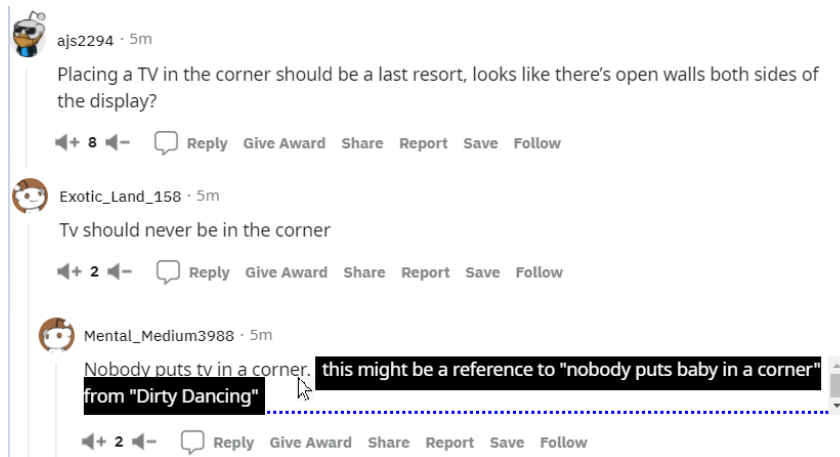 ajs2294 · 5m
Placing a TV in the corner should be a last resort, looks like there’s open walls both sides of
the display?
+ 8 − Reply Give Award Share Report Save Follow
Exotic_Land_158 · 5m
Tv should never be in the corner
+ 2 − Reply Give Award Share Report Save Follow
Mental_Medium3988 · 5m
Nobody puts tv in a corner. this might be a reference to "nobody puts baby in a corner"
from "Dirty Dancing"
+ 2 − Reply Give Award Share Report Save Follow